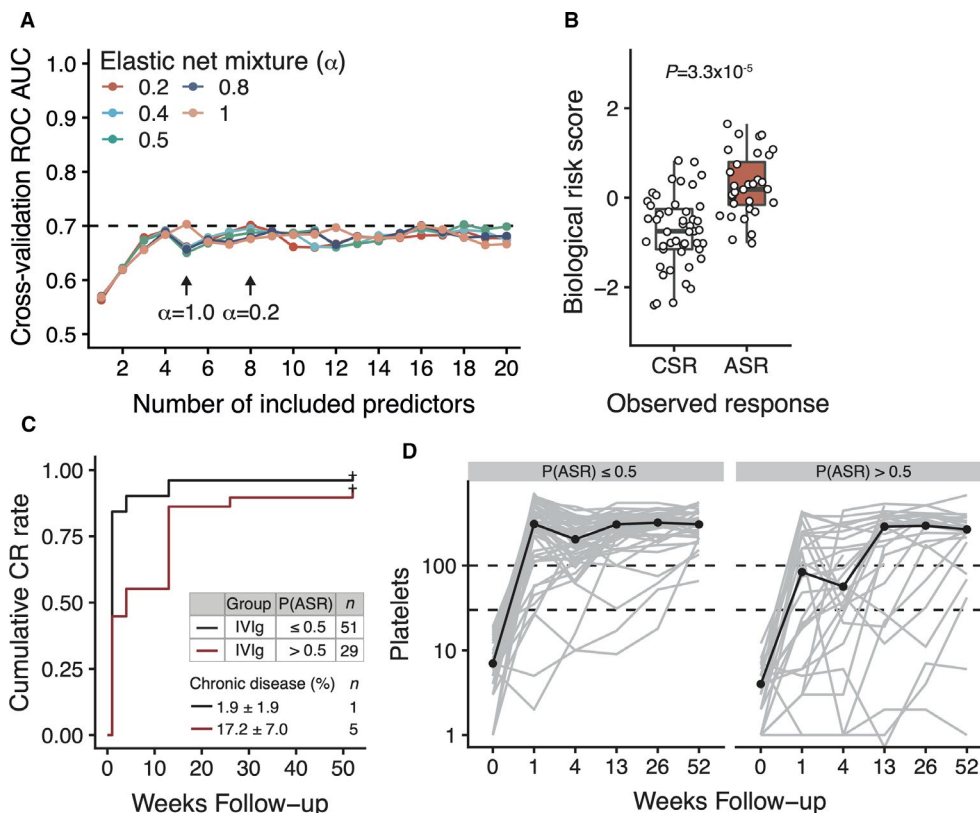 A
Elastic net mixture (α)
0.2
0.8
0.4
1
0.5
Cross-validation ROC AUC
1.0
0.9
0.8
0.7
0.6
0.5
α=1.0
α=0.2
2 4 6 8 10 12 14 16 18 20
Number of included predictors
B
P=3.3x10-5
Biological risk score
2
0
−2
CSR ASR
Observed response
C
Cumulative CR rate
1.00
0.75
0.50
0.25
0.00
Group P(ASR) n
IVIg ≤ 0.5 51
IVIg > 0.5 29
Chronic disease (%) n
1.9 ± 1.9 1
17.2 ± 7.0 5
0 10 20 30 40 50
Weeks Follow−up
D
P(ASR) ≤ 0.5
P(ASR) > 0.5
Platelets
100
10
1
0 1 4 13 26 52
0 1 4 13 26 52
Weeks Follow−up